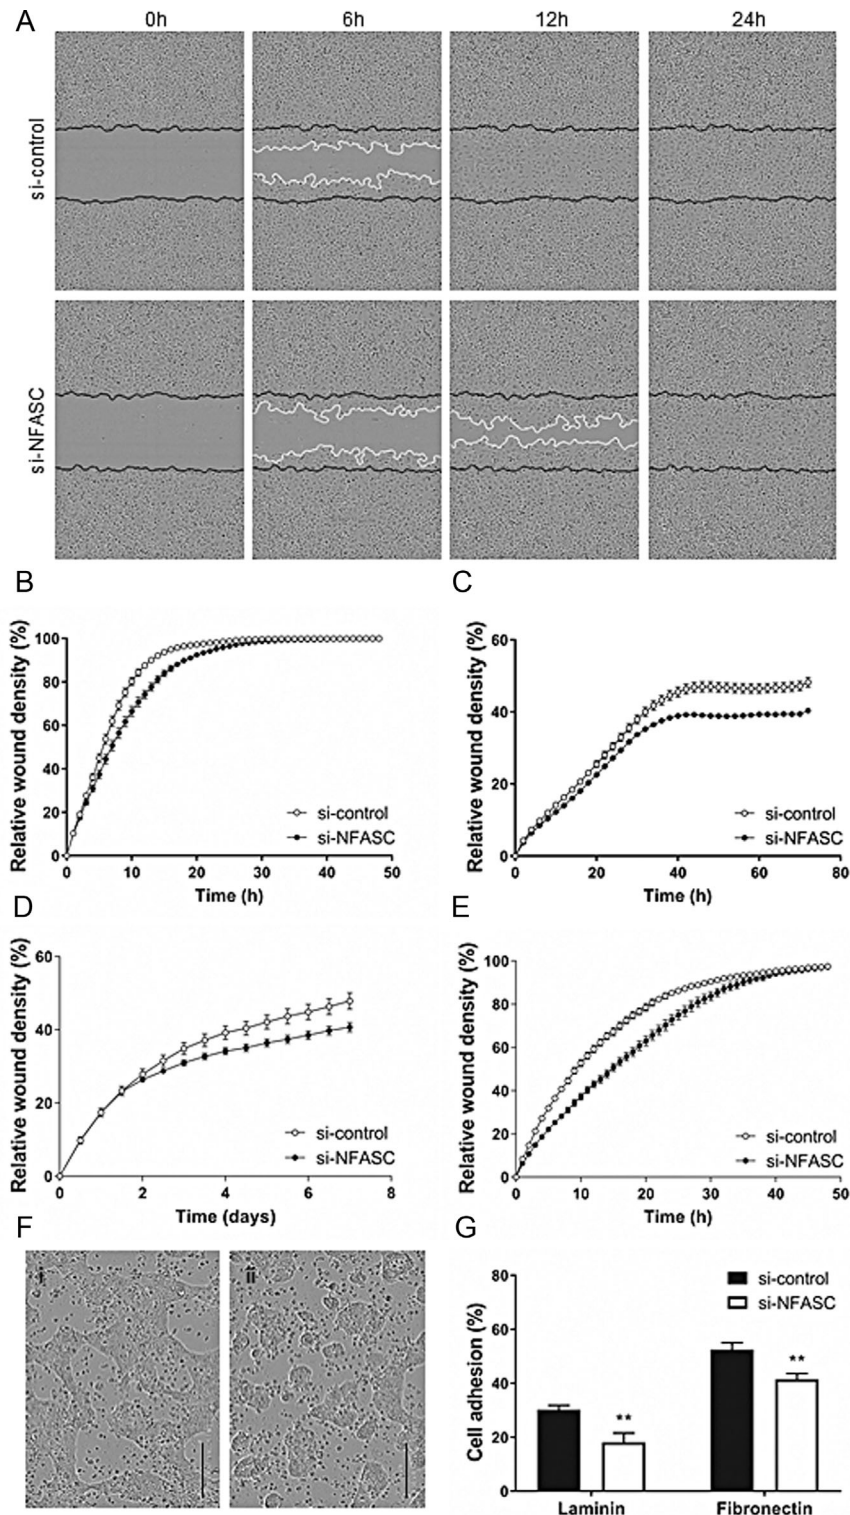 A
0h 6h 12h 24h
si-control
si-NFASC
B
Relative wound density (%)
100
80
60
40
20
0
0 10 20 30 40 50
Time (h)
si-control
si-NFASC
C
Relative wound density (%)
60
40
20
0
0 20 40 60 80
Time (h)
si-control
si-NFASC
D
Relative wound density (%)
60
40
20
0
0 2 4 6 8
Time (days)
si-control
si-NFASC
E
Relative wound density (%)
100
80
60
40
20
0
0 10 20 30 40 50
Time (h)
si-control
si-NFASC
F
i
ii
G
Cell adhesion (%)
80
60
40
20
0
si-control
si-NFASC
**
**
Laminin Fibronectin